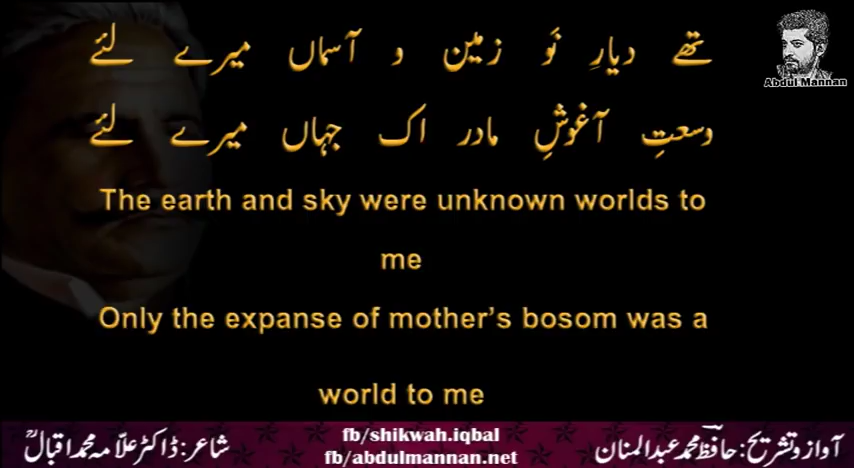 تھے دیارِ نَو زمین و آسماں میرے لئے
وسعتِ آغوشِ مادر اک جہاں میرے لئے
The earth and sky were unknown worlds to
me
Only the expanse of mother’s bosom was a
world to me
Abdul Mannan
آواز و تشریح: حافظ محمد عبدالمنان
fb/shikwah.iqbal
fb/abdulmannan.net
شاعر: ڈاکٹر علّامہ محمد اقبالؒ